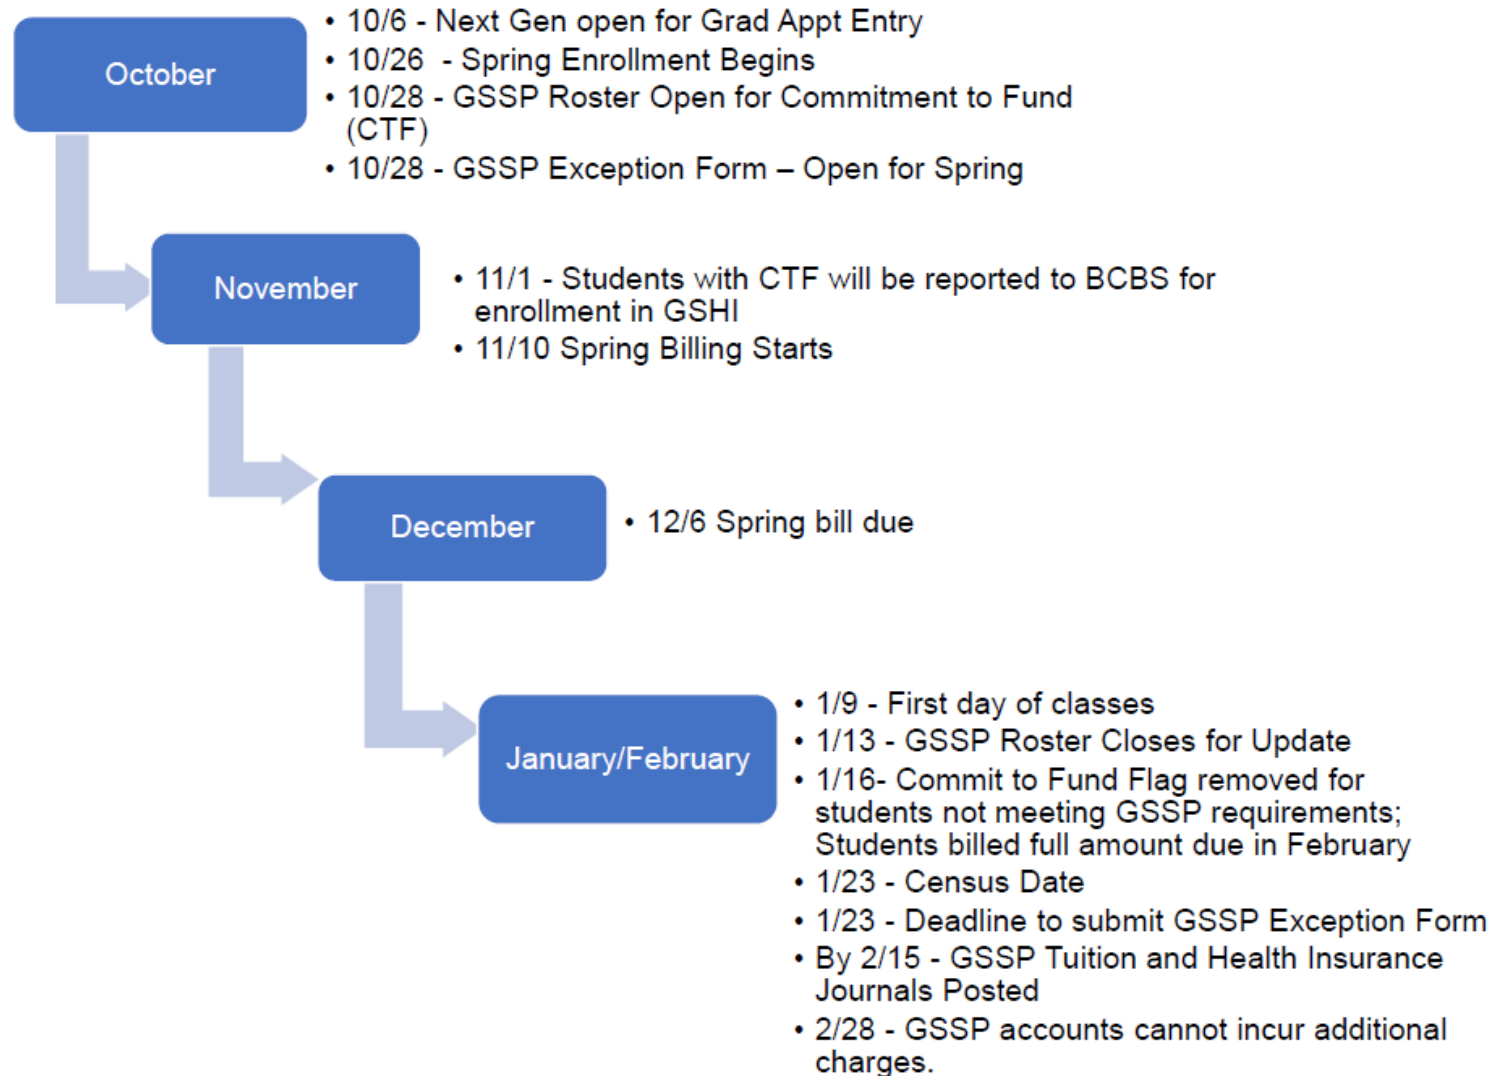 October
• 10/6 - Next Gen open for Grad Appt Entry
• 10/26  - Spring Enrollment Begins
• 10/28 - GSSP Roster Open for Commitment to Fund
(CTF)
• 10/28 - GSSP Exception Form – Open for Spring
November
• 11/1 - Students with CTF will be reported to BCBS for
enrollment in GSHI
• 11/10 Spring Billing Starts
December
• 12/6 Spring bill due
January/February
• 1/9 - First day of classes
• 1/13 - GSSP Roster Closes for Update
• 1/16- Commit to Fund Flag removed for
students not meeting GSSP requirements;
Students billed full amount due in February
• 1/23 - Census Date
• 1/23 - Deadline to submit GSSP Exception Form
• By 2/15 - GSSP Tuition and Health Insurance
Journals Posted
• 2/28 - GSSP accounts cannot incur additional
charges.